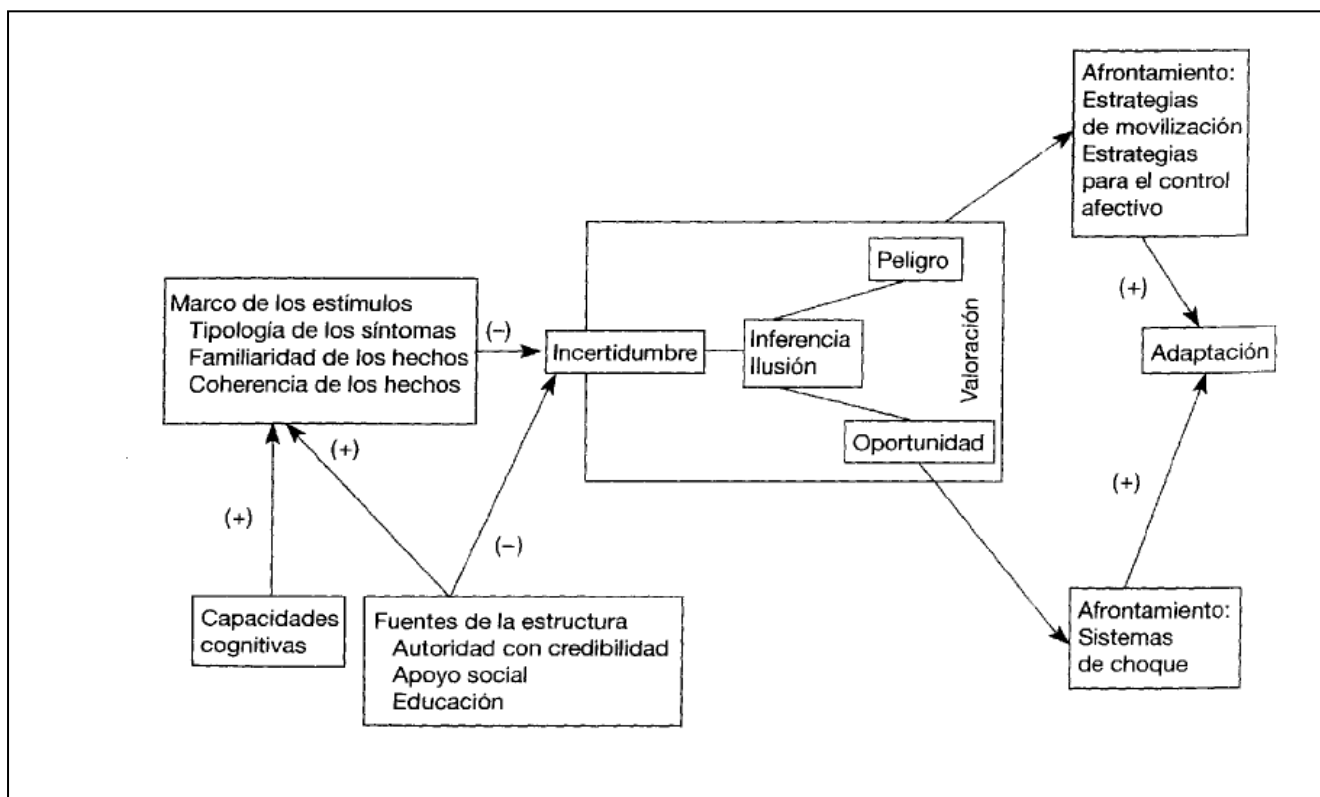 Afrontamiento:
Estrategias
de movilización
Estrategias
para el control
afectivo
Peligro
Marco de los estímulos
Tipología de los síntomas
Familiaridad de los hechos
Coherencia de los hechos
(–)
Incertidumbre
Inferencia
Ilusión
Valoración
(+)
Adaptación
Oportunidad
(+)
(+)
(–)
(+)
Capacidades
cognitivas
Fuentes de la estructura
Autoridad con credibilidad
Apoyo social
Educación
Afrontamiento:
Sistemas
de choque